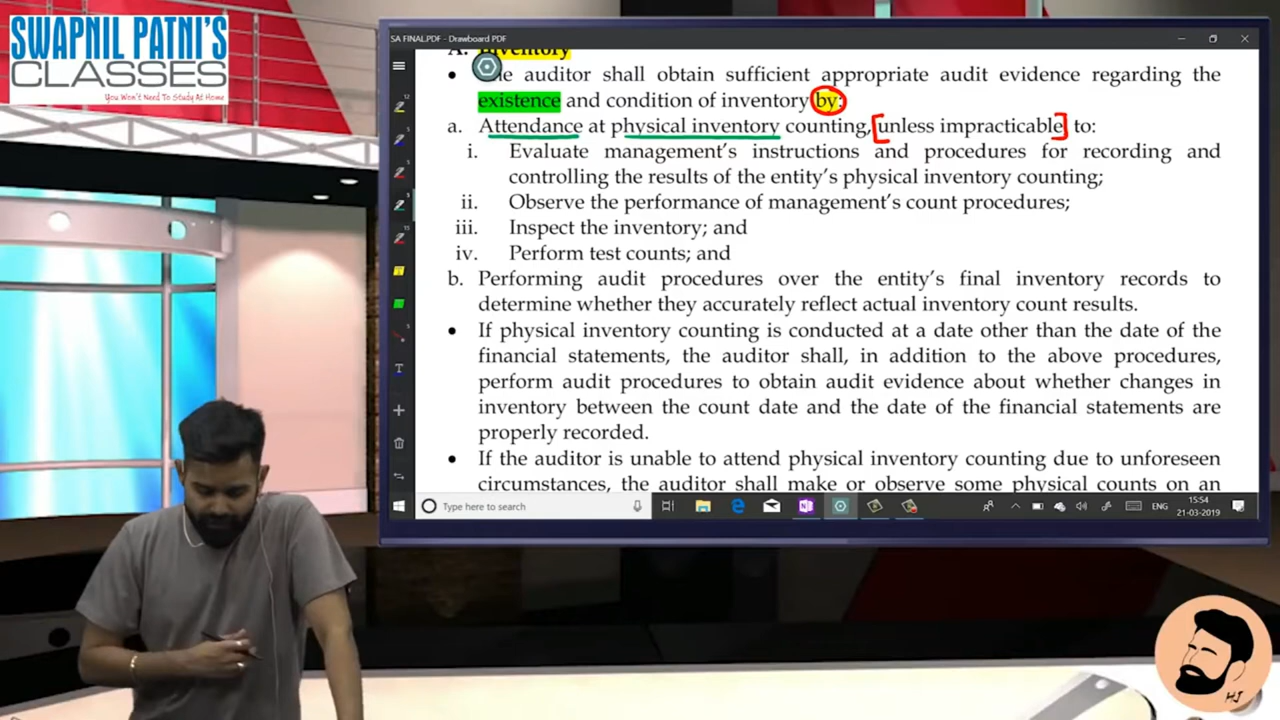 SWAPNIL PATNI'S
CLASSES
You Won't Need To Study At Home
SA FINAL.PDF - Drawboard PDF
A. Inventory
• he auditor shall obtain sufficient appropriate audit evidence regarding the
existence and condition of inventory by:
a. Attendance at physical inventory counting, unless impracticable, to:
i. Evaluate management's instructions and procedures for recording and
controlling the results of the entity's physical inventory counting;
ii. Observe the performance of management's count procedures;
iii. Inspect the inventory; and
iv. Perform test counts; and
b. Performing audit procedures over the entity's final inventory records to
determine whether they accurately reflect actual inventory count results.
• If physical inventory counting is conducted at a date other than the date of the
financial statements, the auditor shall, in addition to the above procedures,
perform audit procedures to obtain audit evidence about whether changes in
inventory between the count date and the date of the financial statements are
properly recorded.
• If the auditor is unable to attend physical inventory counting due to unforeseen
circumstances, the auditor shall make or observe some physical counts on an
Type here to search
ENG
15:54
21-03-2019
HJ